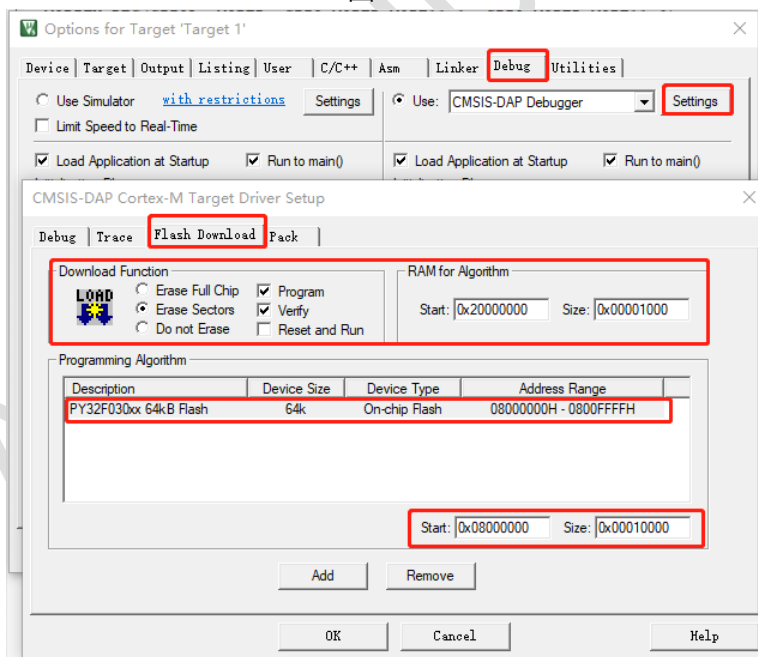 Options for Target 'Target 1'
Device Target Output Listing User C/C++ Asm Linker Debug Utilities
Use Simulator with restrictions Settings Use: CMSIS-DAP Debugger Settings
Limit Speed to Real-Time
Load Application at Startup Run to main() Load Application at Startup Run to main()
CMSIS-DAP Cortex-M Target Driver Setup
Debug Trace Flash Download Pack
Download Function RAM for Algorithm
LOAD Erase Full Chip Program
Erase Sectors Verify Start: 0x20000000 Size: 0x00001000
Do not Erase Reset and Run
Programming Algorithm
Description Device Size Device Type Address Range
PY32F030xx 64kB Flash 64k On-chip Flash 08000000H - 0800FFFFH
Start: 0x08000000 Size: 0x00010000
Add Remove
OK Cancel Help